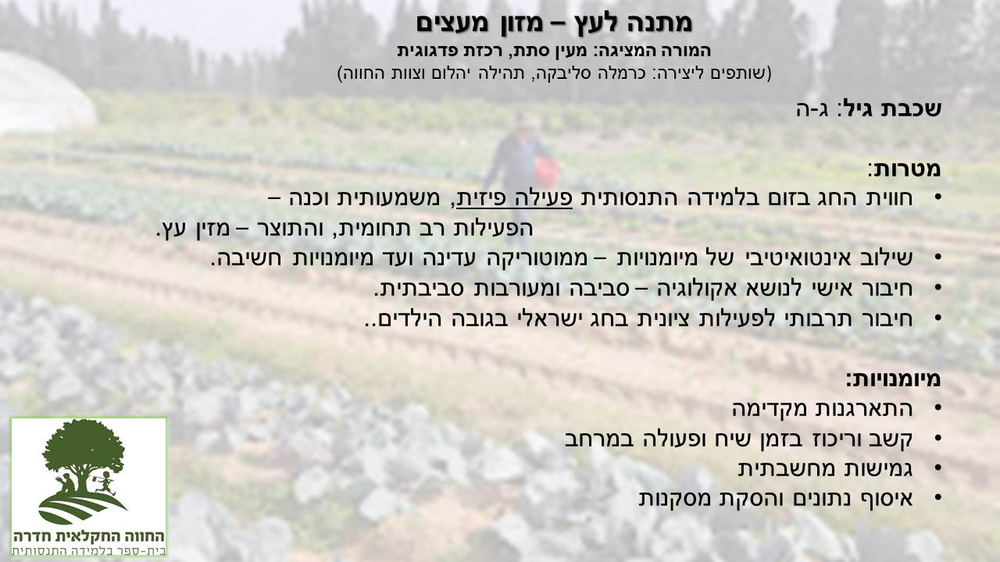 מתנה לעץ – מזון מעצים
המורה המציגה: מעין סתת, רכזת פדגוגית
(שותפים ליצירה: כרמלה סליבקה, תהילה יהלום וצוות החווה)
שכבת גיל: ג-ה
מטרות:
• חווית החג בזום בלמידה התנסותית פעילה פיזית, משמעותית וכנה –
הפעילות רב תחומית, והתוצר – מזין עץ.
• שילוב אינטואיטיבי של מיומנויות – ממוטוריקה עדינה ועד מיומנויות חשיבה.
• חיבור אישי לנושא אקולוגיה – סביבה ומעורבות סביבתית.
• חיבור תרבותי לפעילות ציונית בחג ישראלי בגובה הילדים..
מיומנויות:
• התארגנות מקדימה
• קשב וריכוז בזמן שיח ופעולה במרחב
• גמישות מחשבתית
• איסוף נתונים והסקת מסקנות
החווה החקלאית חדרה
בית-ספר בלמידה התנסותית